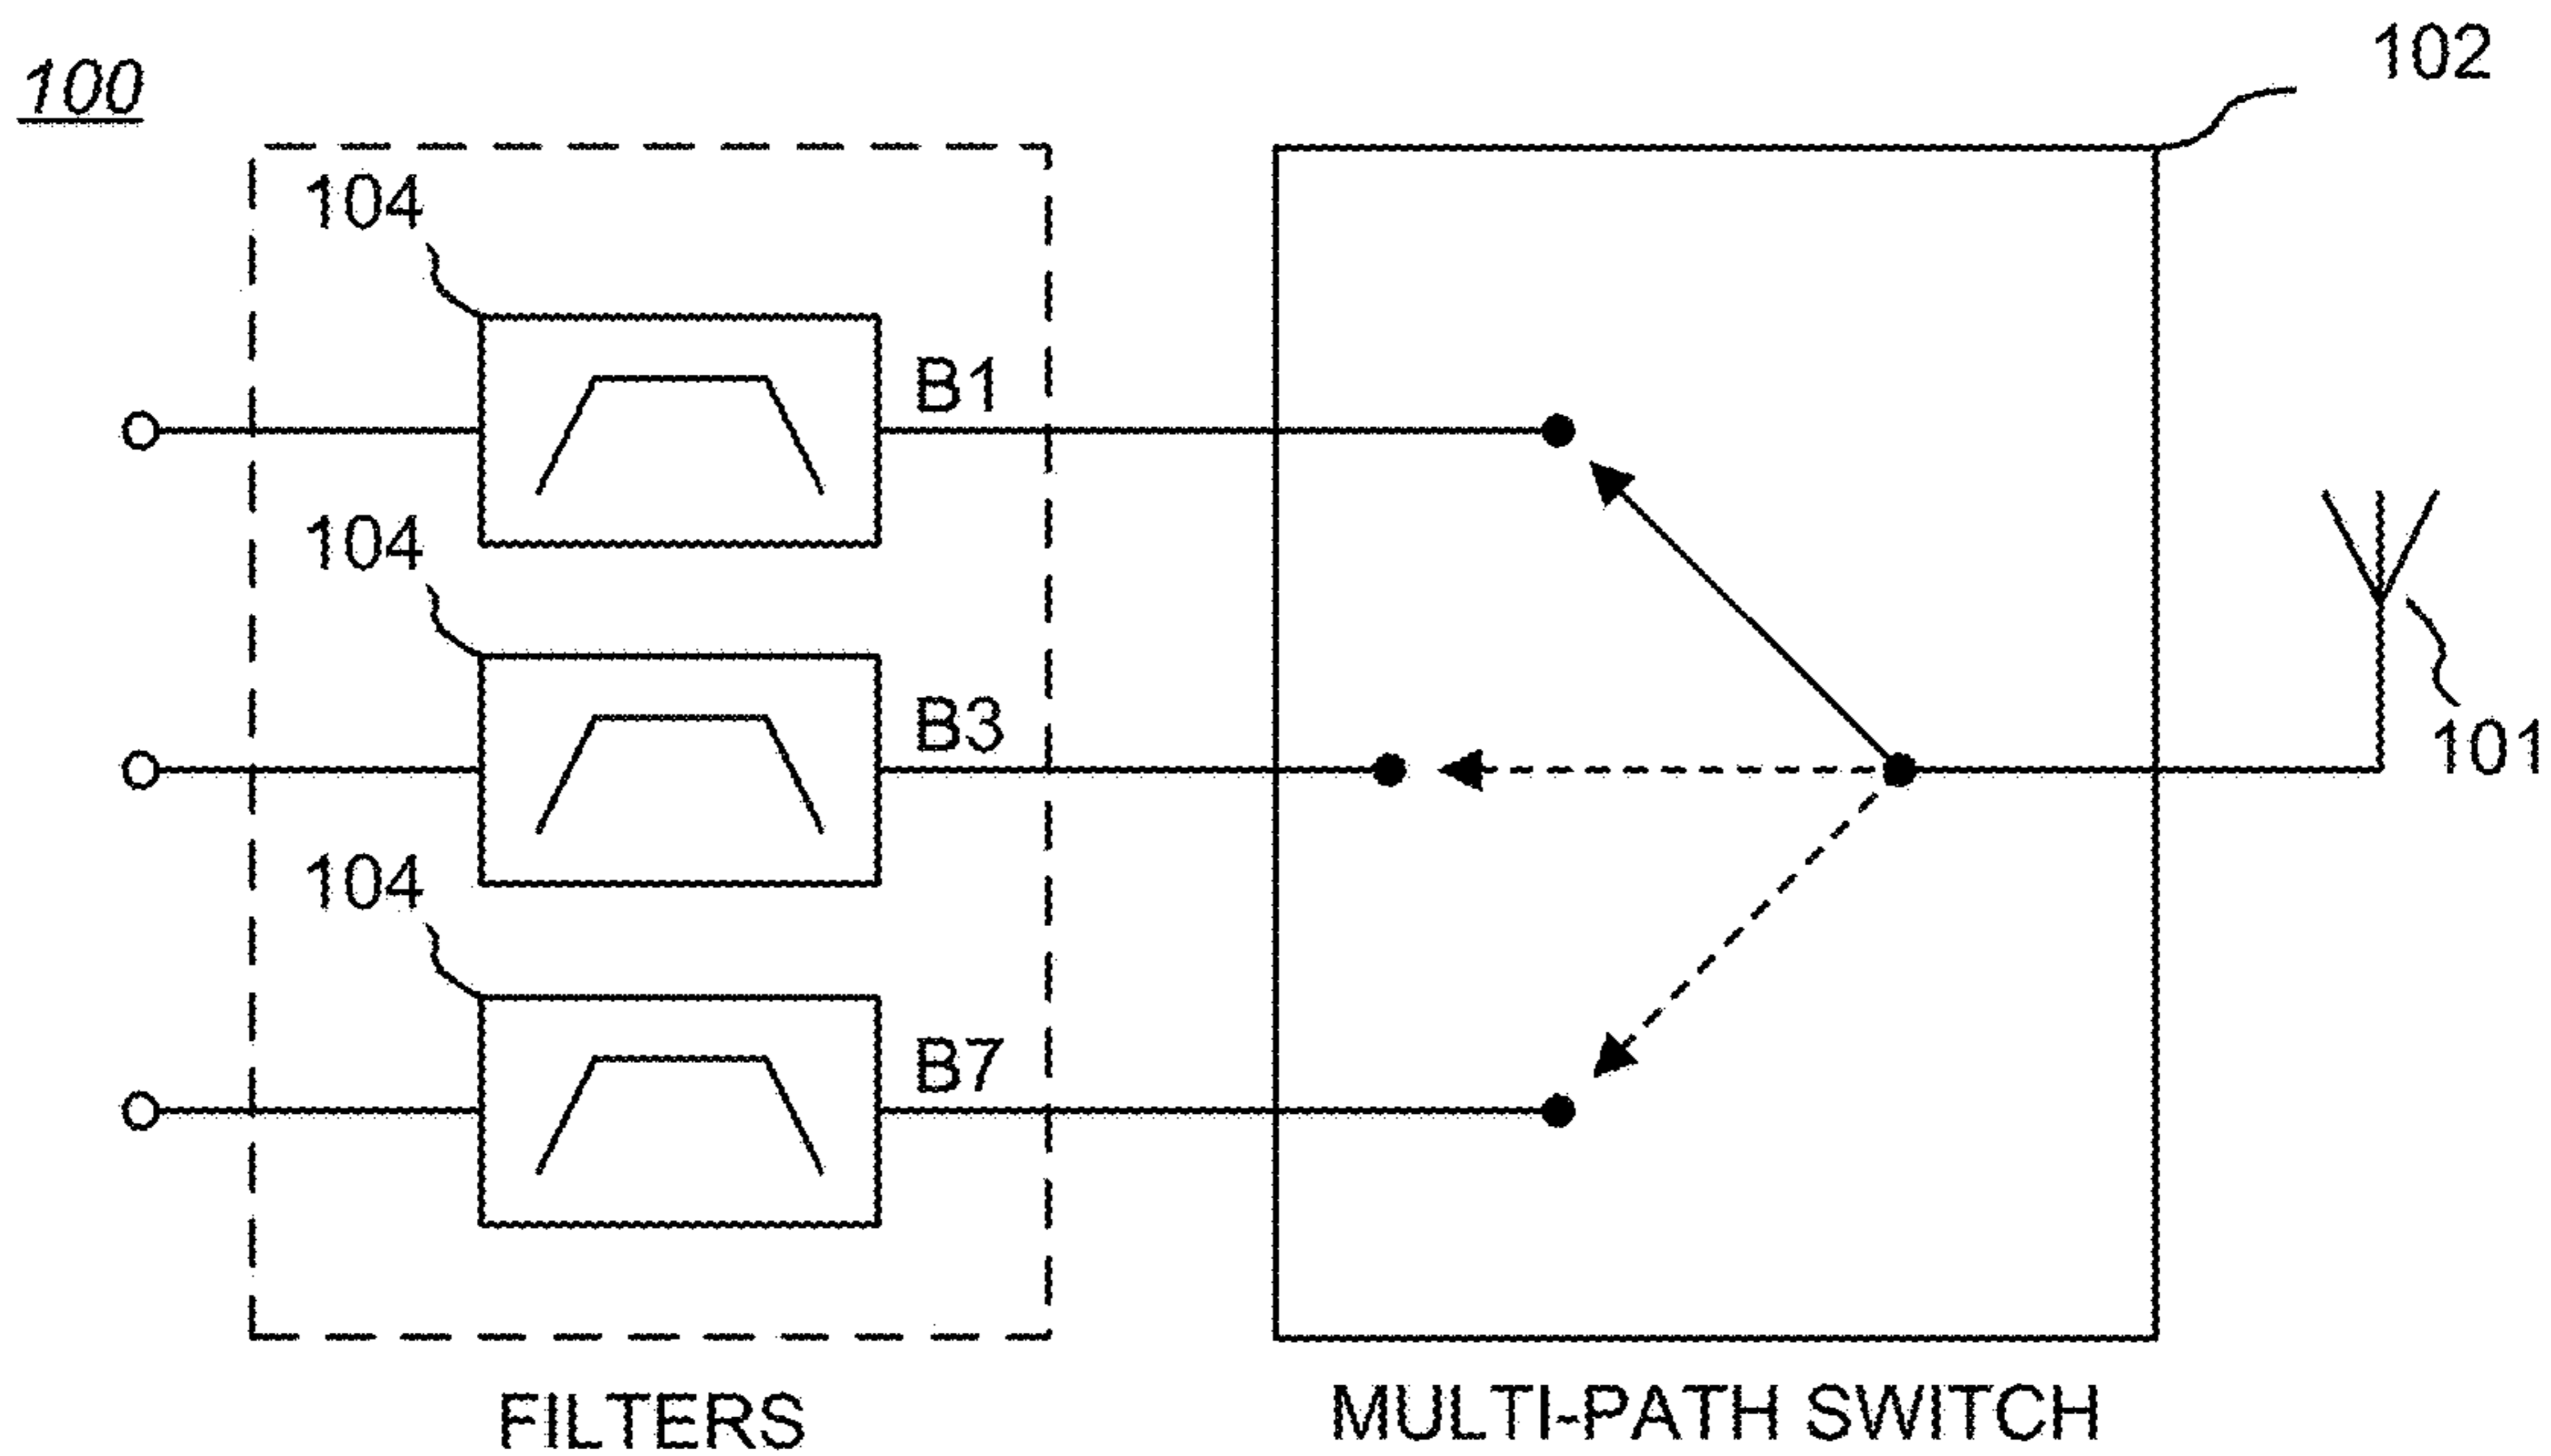 100
102
104
B1
104
B3
101
104
B7
FILTERS
MULTI-PATH SWITCH